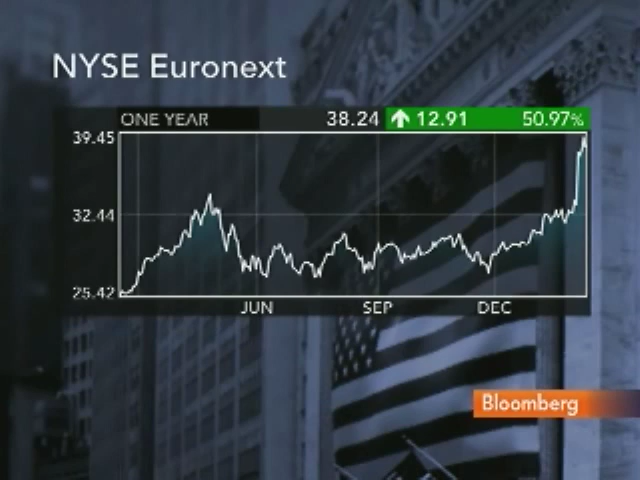 NYSE Euronext
ONE YEAR 38.24 12.91 50.97%
39.45
32.44
25.42
JUN SEP DEC
Bloomberg